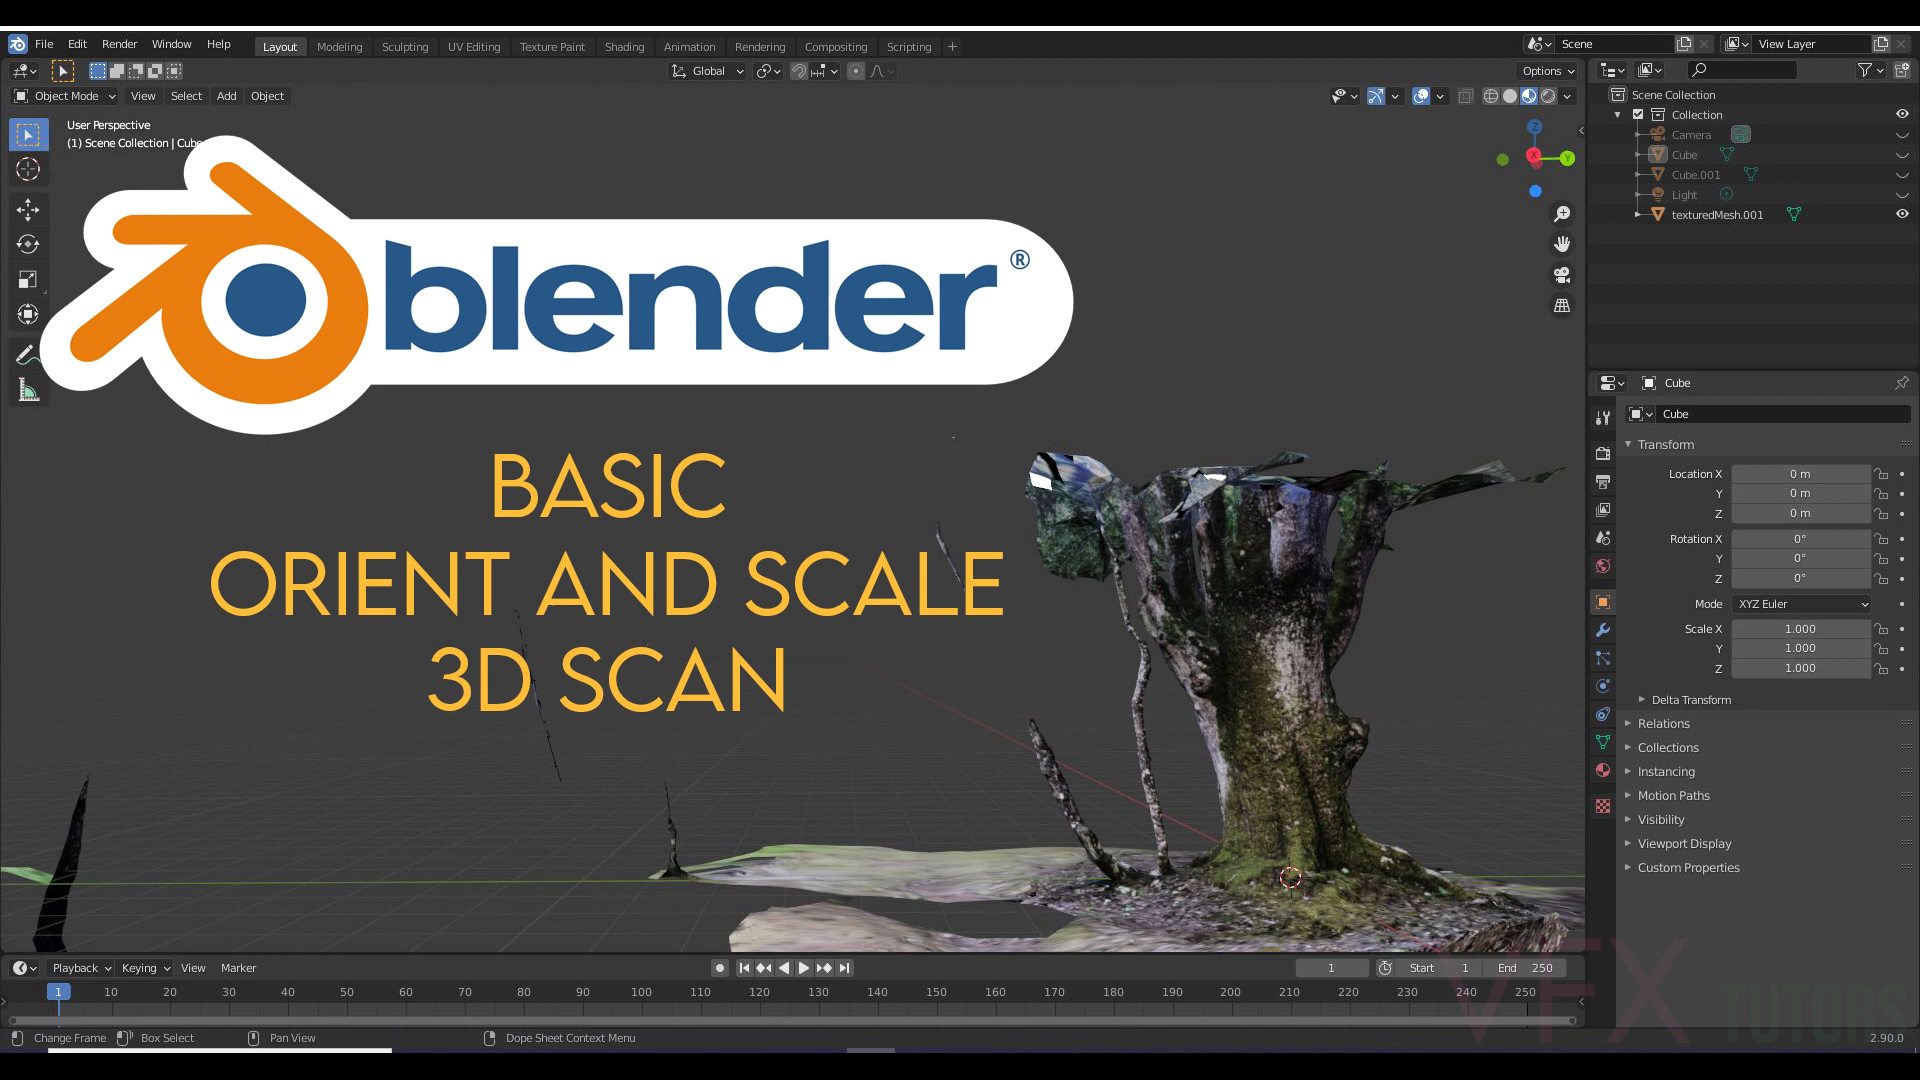 File Edit Render Window Help Layout Modeling Sculpting UV Editing Texture Paint Shading Animation Rendering Compositing Scripting + Scene View Layer
Global Options
Object Mode View Select Add Object
User Perspective
(1) Scene Collection | Cube
Z
X Y
Scene Collection
Collection
Camera
Cube
Cube.001
Light
texturedMesh.001
blender ®
BASIC
ORIENT AND SCALE
3D SCAN
Cube
Cube
Transform
Location X 0 m
Y 0 m
Z 0 m
Rotation X 0°
Y 0°
Z 0°
Mode XYZ Euler
Scale X 1.000
Y 1.000
Z 1.000
Delta Transform
Relations
Collections
Instancing
Motion Paths
Visibility
Viewport Display
Custom Properties
Playback Keying View Marker 1 Start 1 End 250
1 10 20 30 40 50 60 70 80 90 100 110 120 130 140 150 160 170 180 190 200 210 220 230 240 250
VFX TUTORS
Change Frame Box Select Pan View Dope Sheet Context Menu 2.90.0